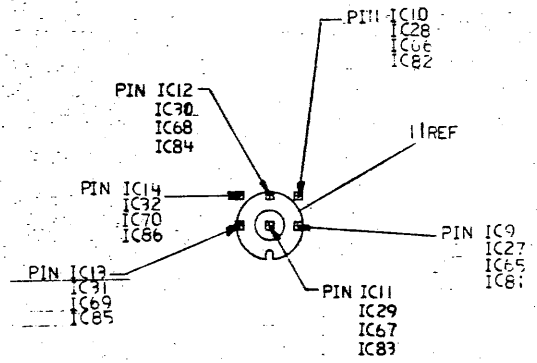 PIN IC10
IC28
IC66
IC82
PIN IC12
IC30
IC68
IC84
11REF
PIN IC14
IC32
IC70
IC86
PIN IC9
IC27
IC65
IC81
PIN IC13
IC31
IC69
IC85
PIN IC11
IC29
IC67
IC83